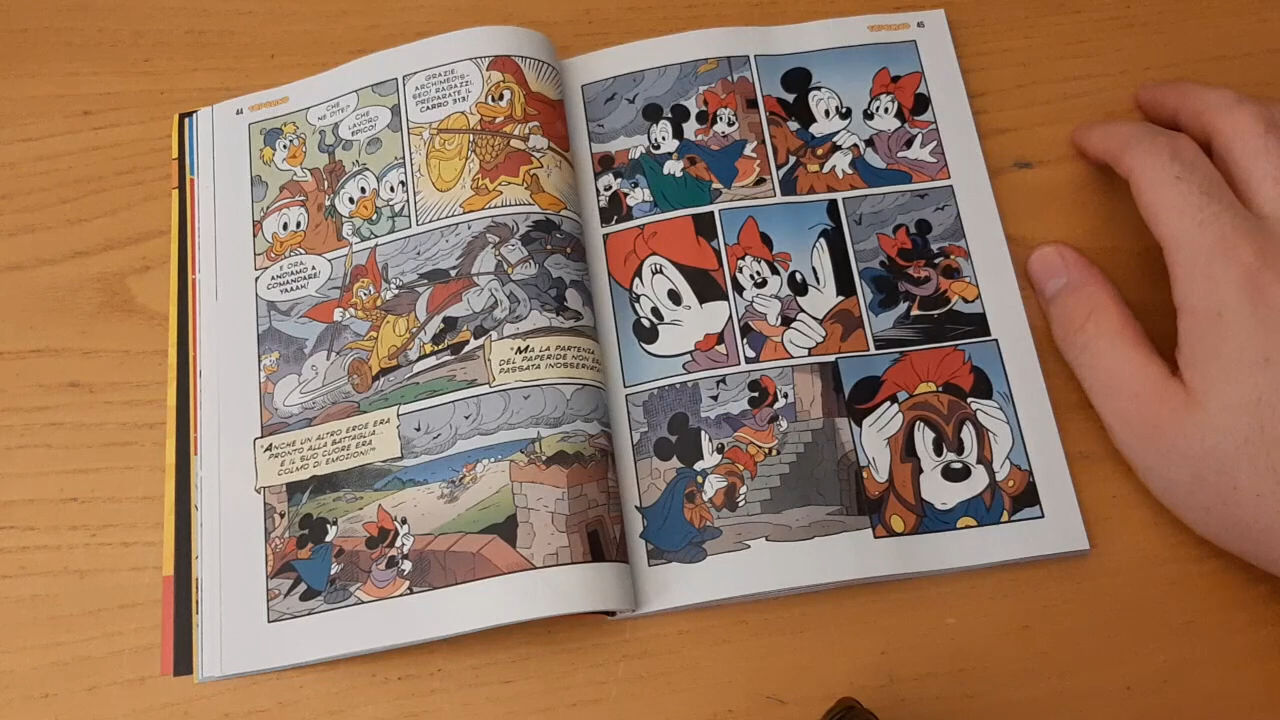 44 TOPOLINO
CHE
NE DITE?
CHE
LAVORO
EPICO!
GRAZIE,
ARCHIMEDIS-
SEO! RAGAZZI,
PREPARATE IL
CARRO 313!
E ORA,
ANDIAMO A
COMANDARE!
YAAAH!
"MA LA PARTENZA
DEL PAPERIDE NON ERA
PASSATA INOSSERVATA!
"ANCHE UN ALTRO EROE ERA
PRONTO ALLA BATTAGLIA...
E IL SUO CUORE ERA
COLMO DI EMOZIONI!"
TOPOLINO 45